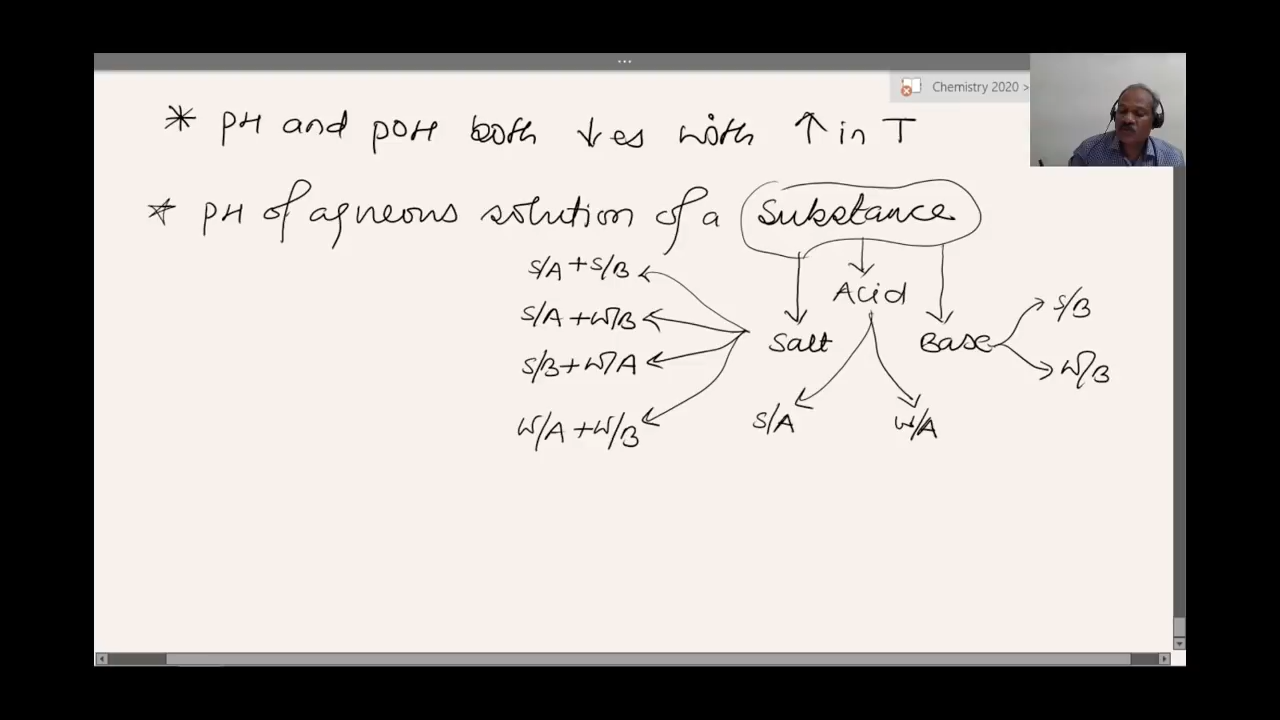 Chemistry 2020 >
* pH and pOH both ↓es with ↑ in T
* pH of aqueous solution of a Substance
S/A + S/B
S/A + W/B
S/B + W/A
W/A + W/B
Salt
Acid
Base
S/A
W/A
S/B
W/B